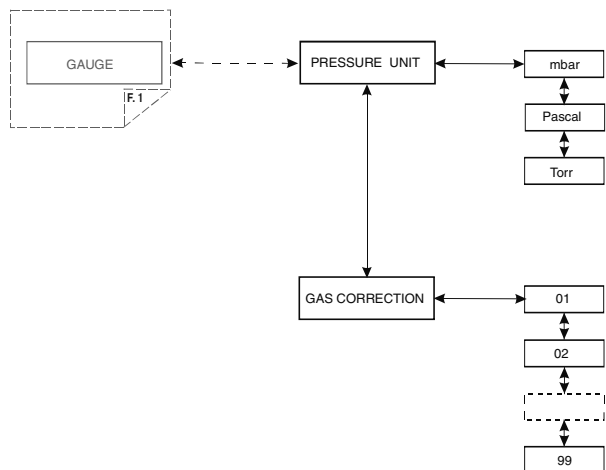 GAUGE
F.1
PRESSURE UNIT
mbar
Pascal
Torr
GAS CORRECTION
01
02
99